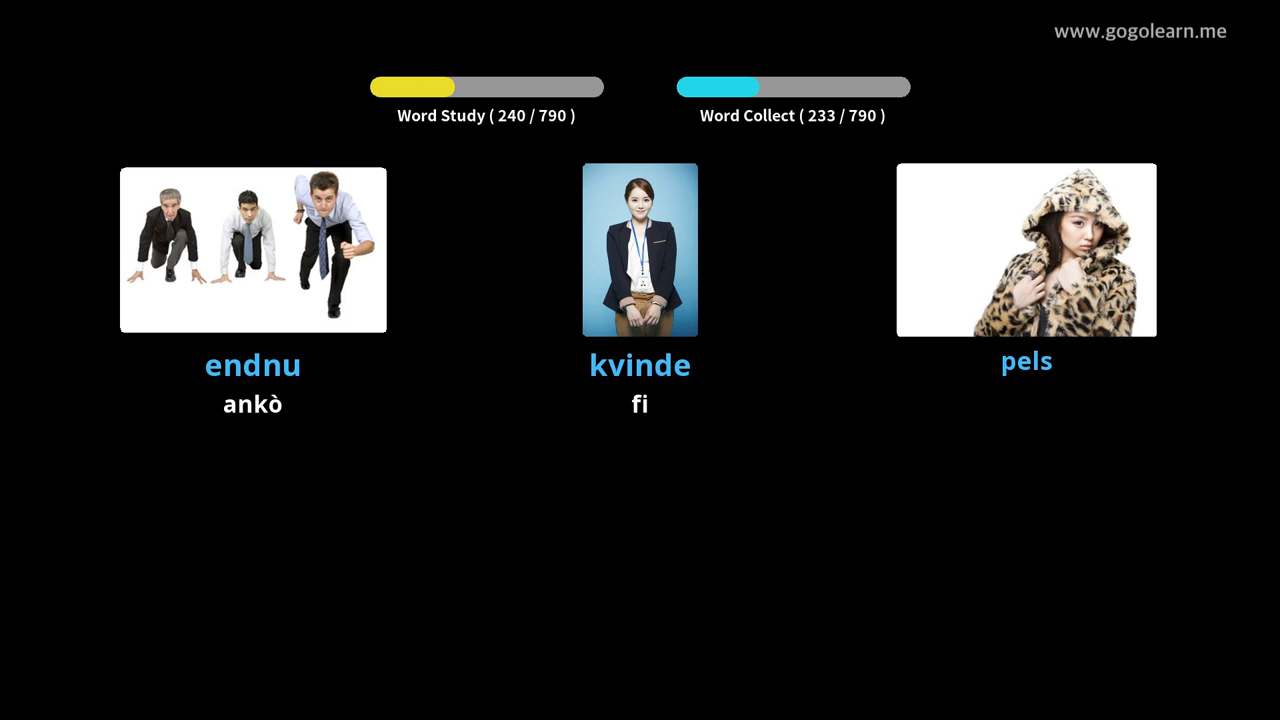 www.gogolearn.me
Word Study ( 240 / 790 )
Word Collect ( 233 / 790 )
endnu
ankò
kvinde
fi
pels